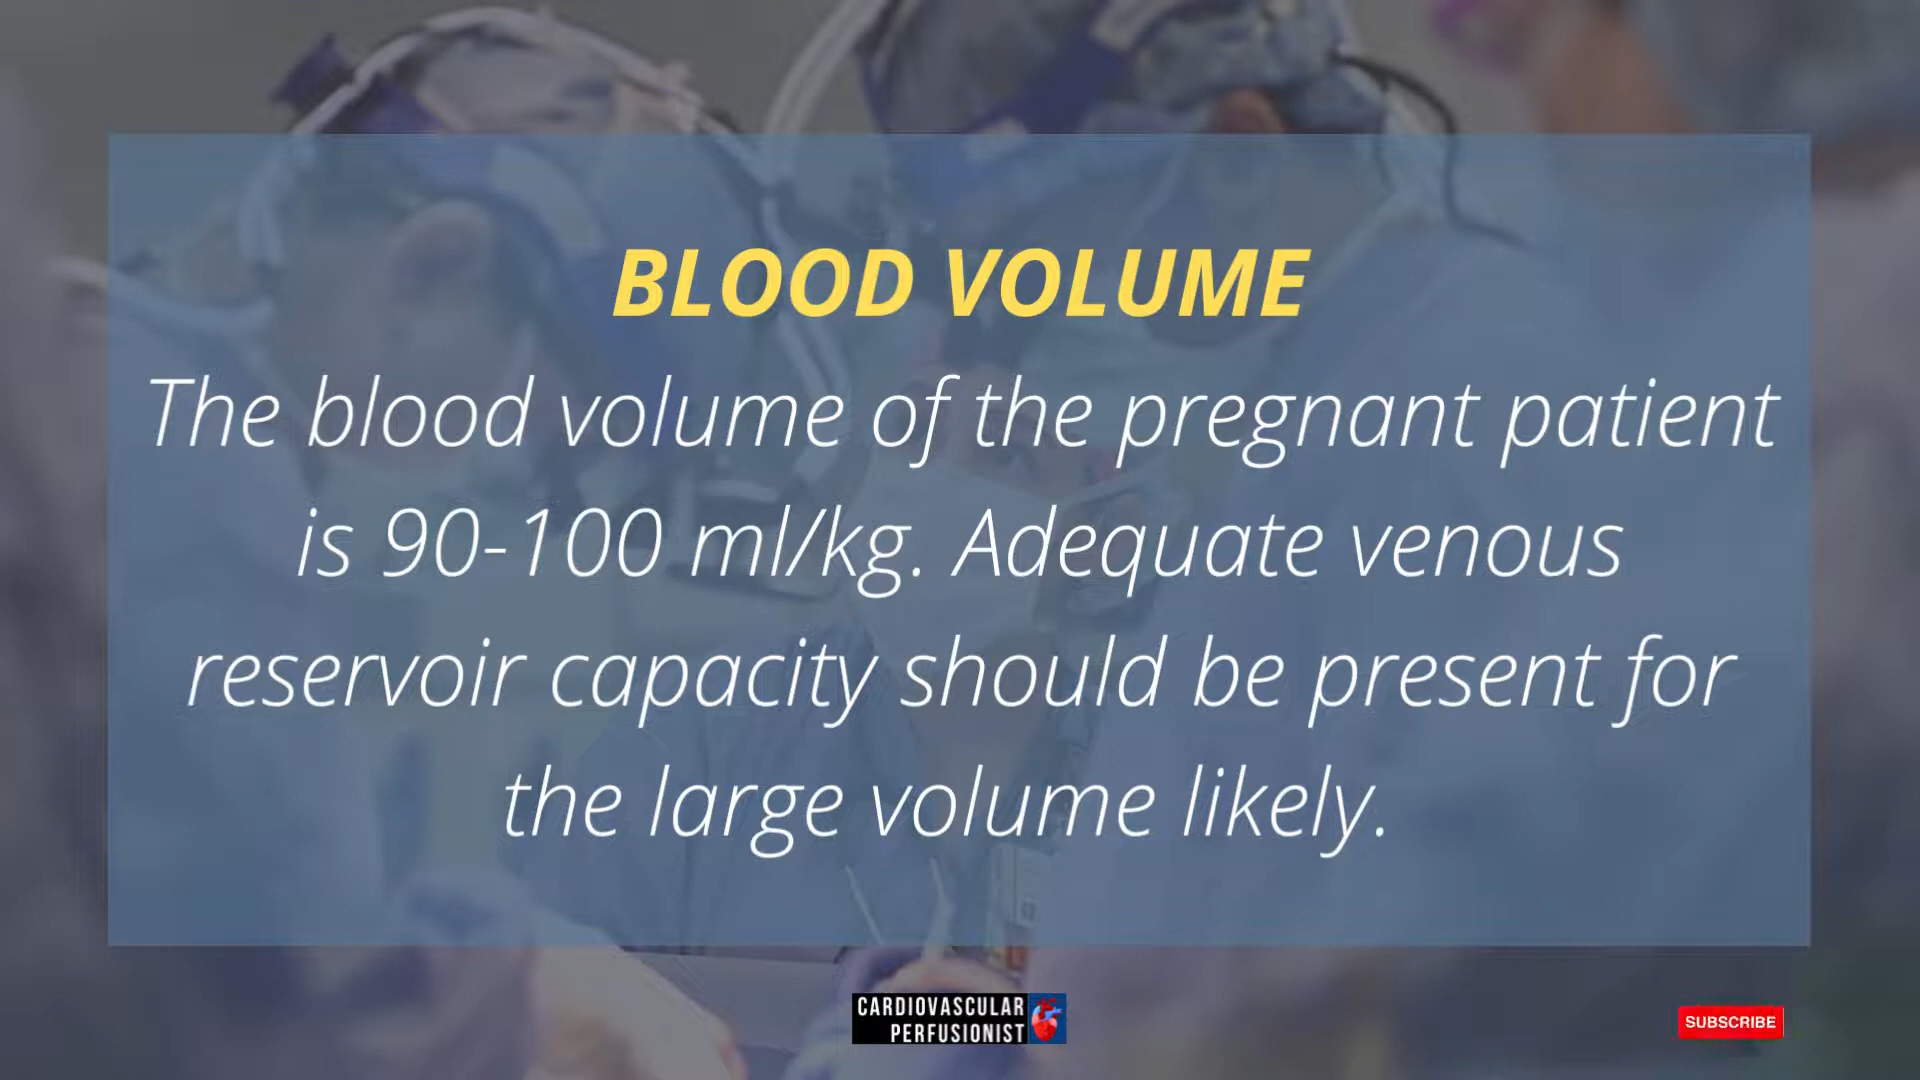 BLOOD VOLUME
The blood volume of the pregnant patient
is 90-100 ml/kg. Adequate venous
reservoir capacity should be present for
the large volume likely.
CARDIOVASCULAR
PERFUSIONIST
SUBSCRIBE